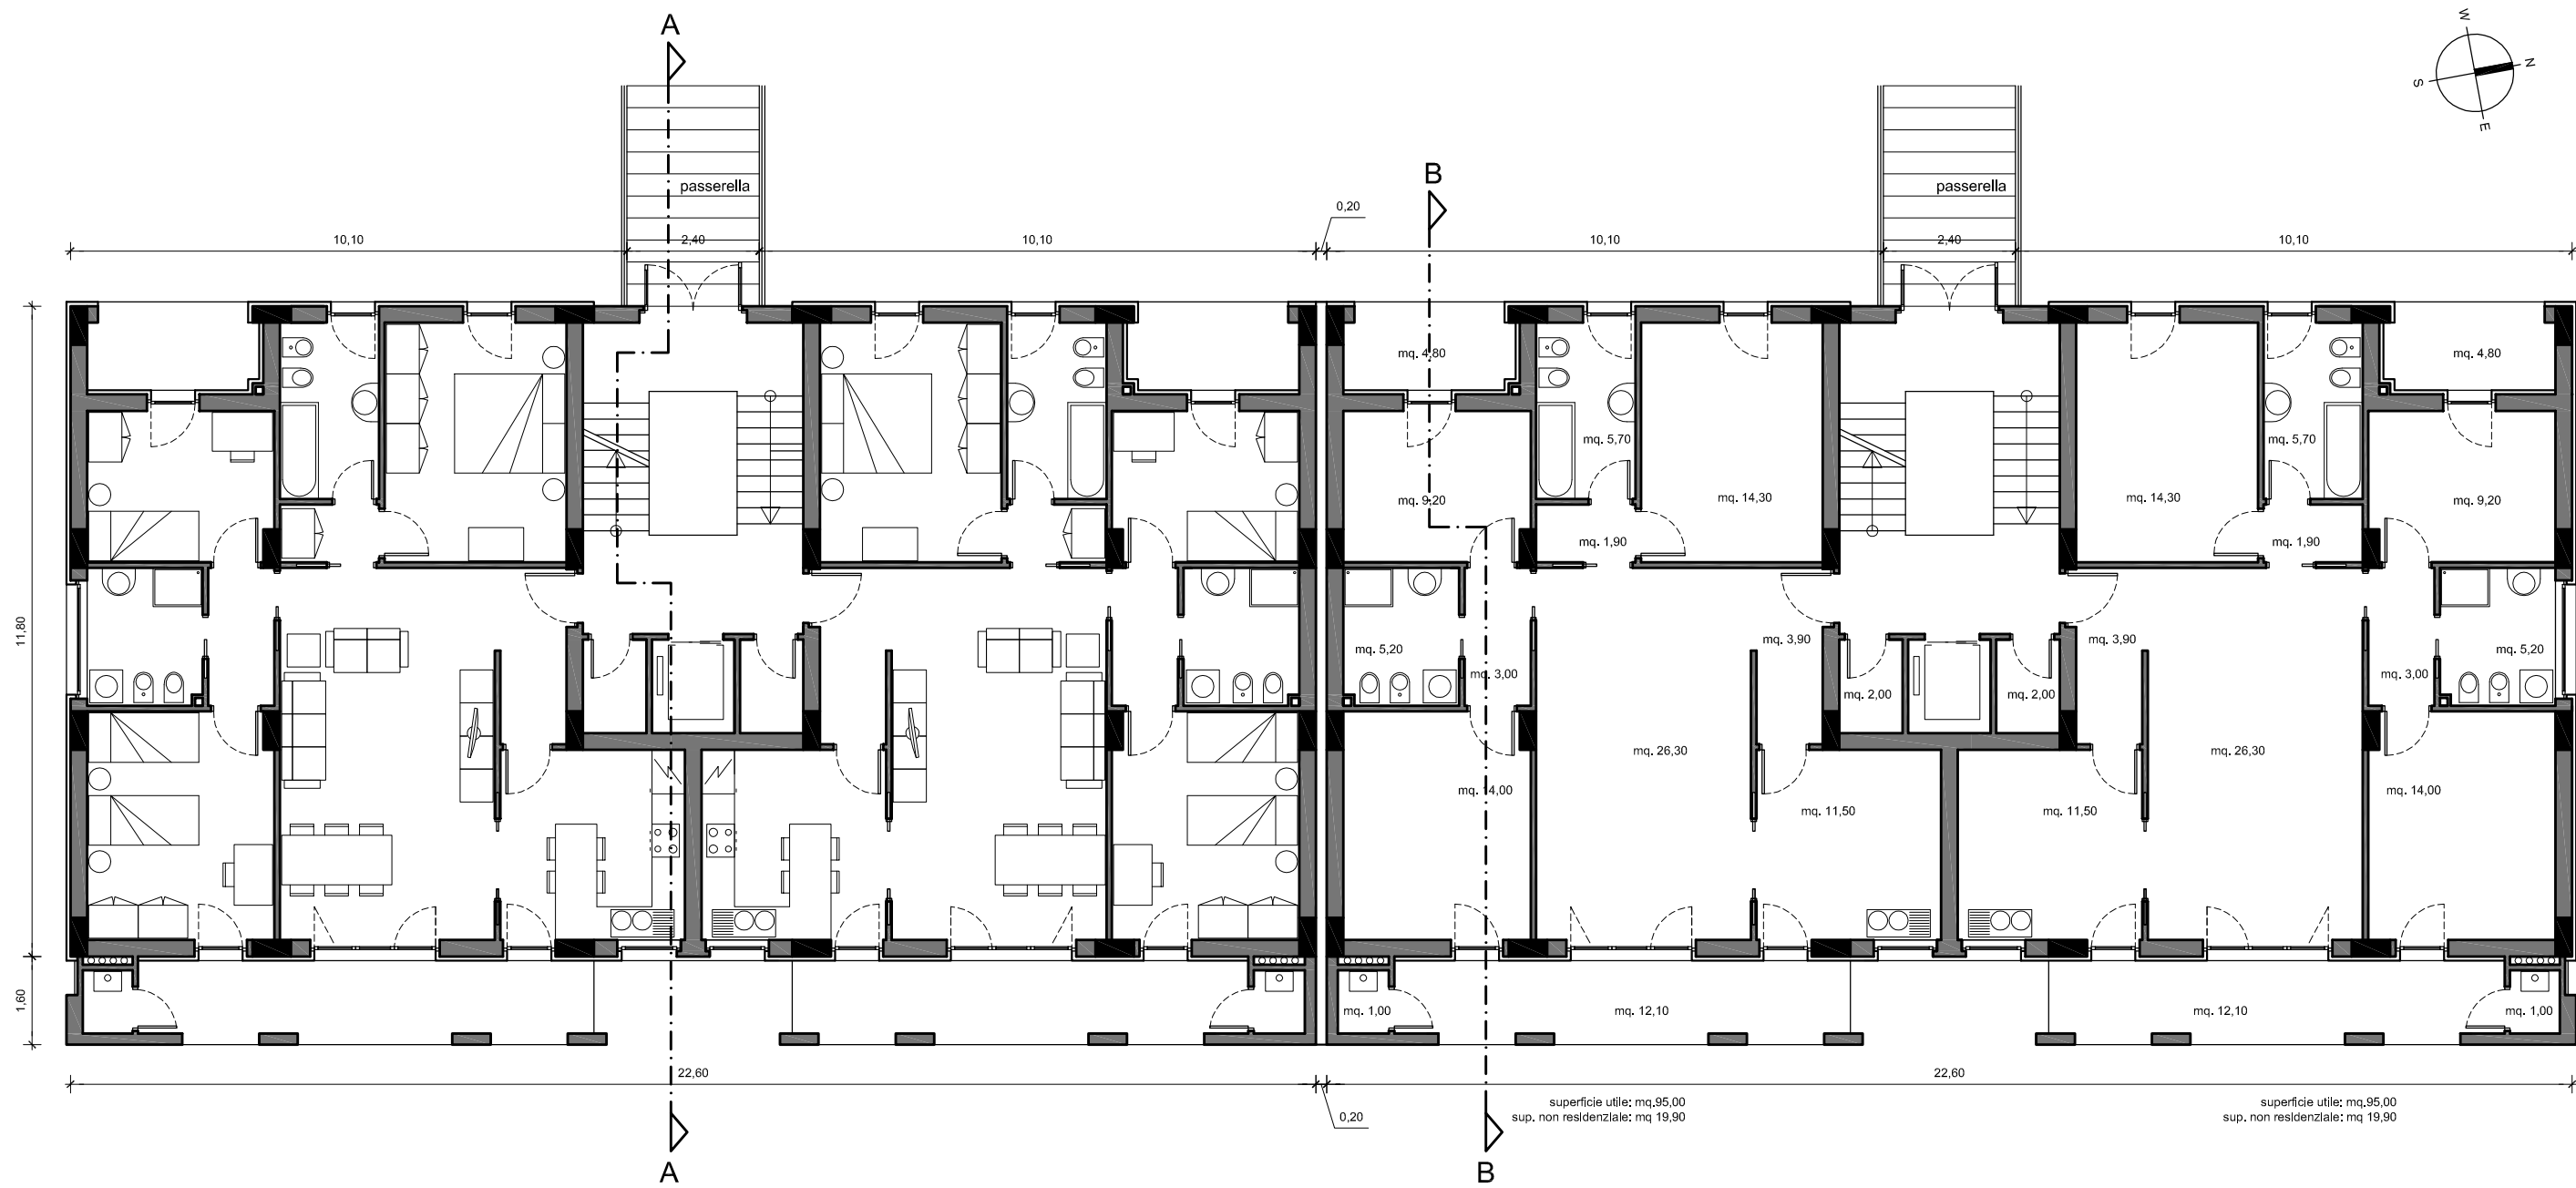 A
W
N
S
E
passerella
passerella
B
0,20
10,10
2,40
10,10
10,10
2,40
10,10
mq. 4,80
mq. 4,80
mq. 5,70
mq. 5,70
mq. 9,20
mq. 14,30
mq. 14,30
mq. 9,20
mq. 1,90
mq. 1,90
11,80
mq. 5,20
mq. 3,90
mq. 3,90
mq. 5,20
mq. 3,00
mq. 3,00
mq. 2,00
mq. 2,00
mq. 26,30
mq. 26,30
mq. 14,00
mq. 14,00
mq. 11,50
mq. 11,50
1,60
mq. 1,00
mq. 12,10
mq. 12,10
mq. 1,00
22,60
22,60
0,20
superficie utile: mq.95,00
sup. non residenziale: mq 19,90
superficie utile: mq.95,00
sup. non residenziale: mq 19,90
A
B